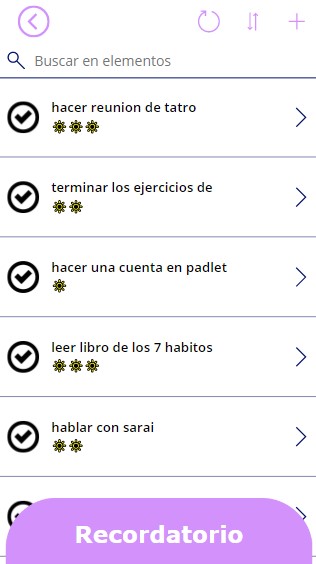 Buscar en elementos
hacer reunion de tatro
terminar los ejercicios de
hacer una cuenta en padlet
leer libro de los 7 habitos
hablar con sarai
Recordatorio